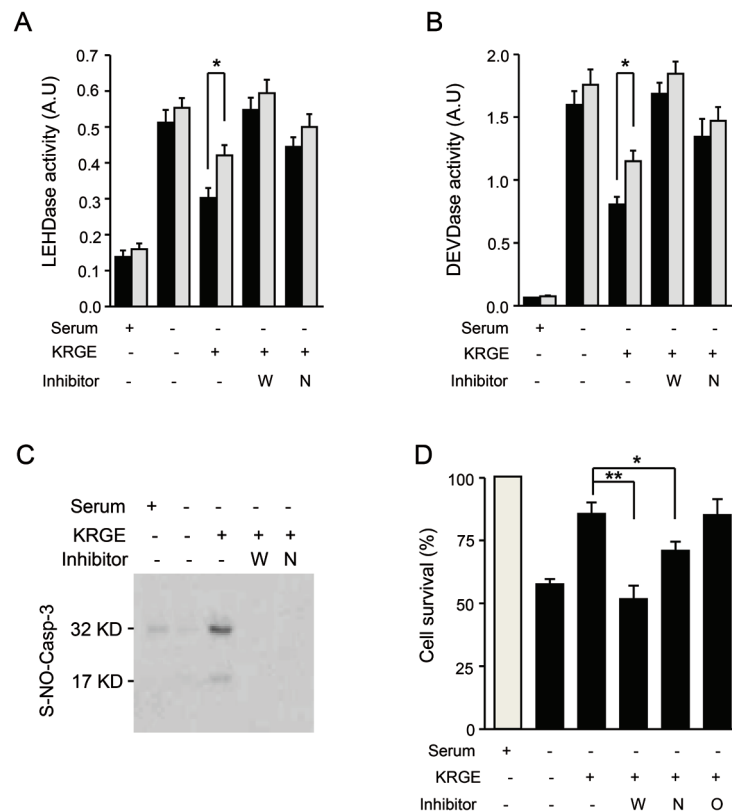 A
LEHDase activity (A.U)
0.7
0.6
0.5
0.4
0.3
0.2
0.1
0.0
*
Serum + - - - -
KRGE - - + + +
Inhibitor - - - W N
B
DEVDase activity (A.U)
2.0
1.5
1.0
0.5
0.0
*
Serum + - - - -
KRGE - - + + +
Inhibitor - - - W N
C
Serum + - - - -
KRGE - - + + +
Inhibitor - - - W N
S-NO-Casp-3
- 32 KD
- 17 KD
D
Cell survival (%)
100
75
50
25
0
*
**
Serum + - - - - -
KRGE - - + + + +
Inhibitor - - - W N O